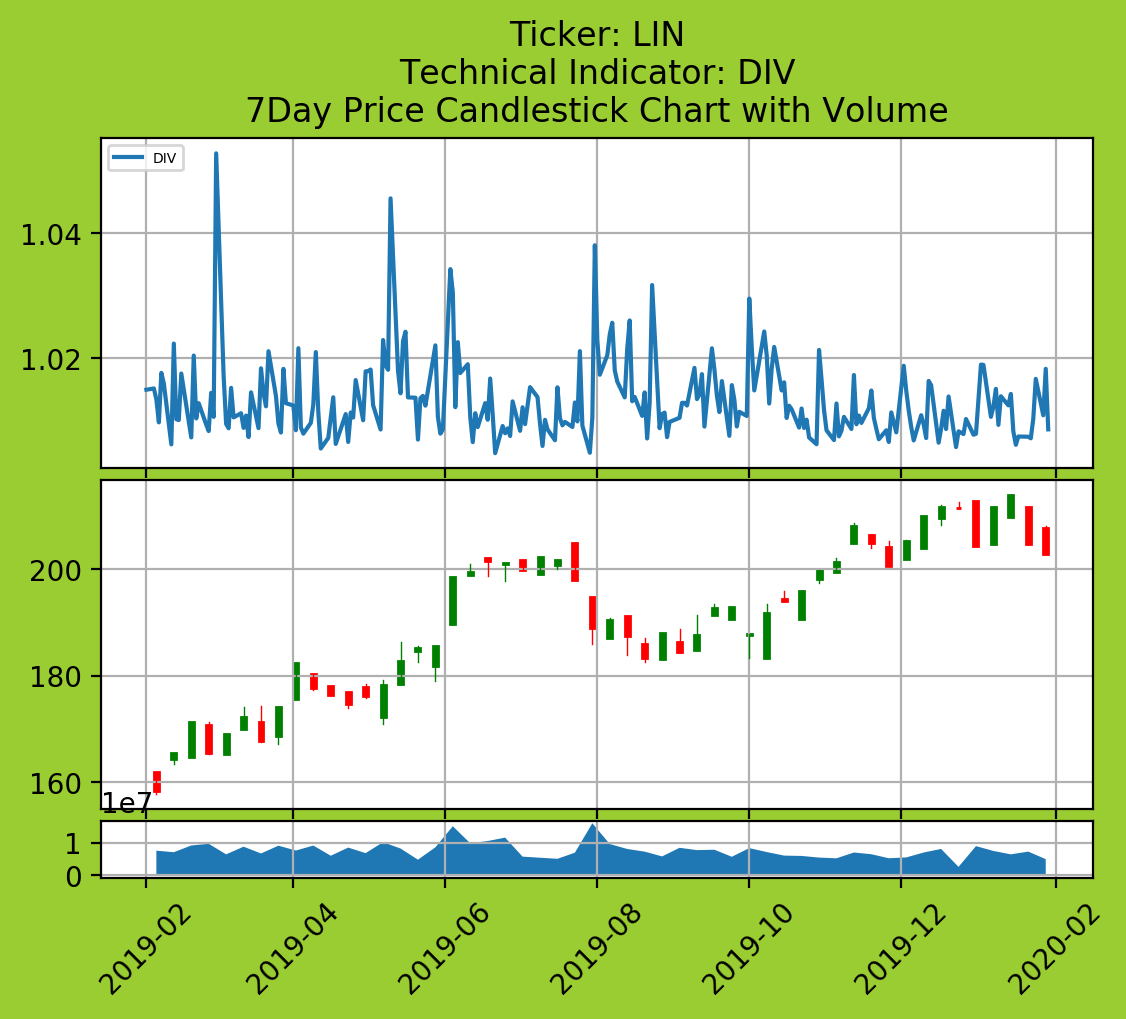 Ticker: LIN
Technical Indicator: DIV
7Day Price Candlestick Chart with Volume
DIV
1.04
1.02
200
180
160
1e7
1
0
2019-02
2019-04
2019-06
2019-08
2019-10
2019-12
2020-02